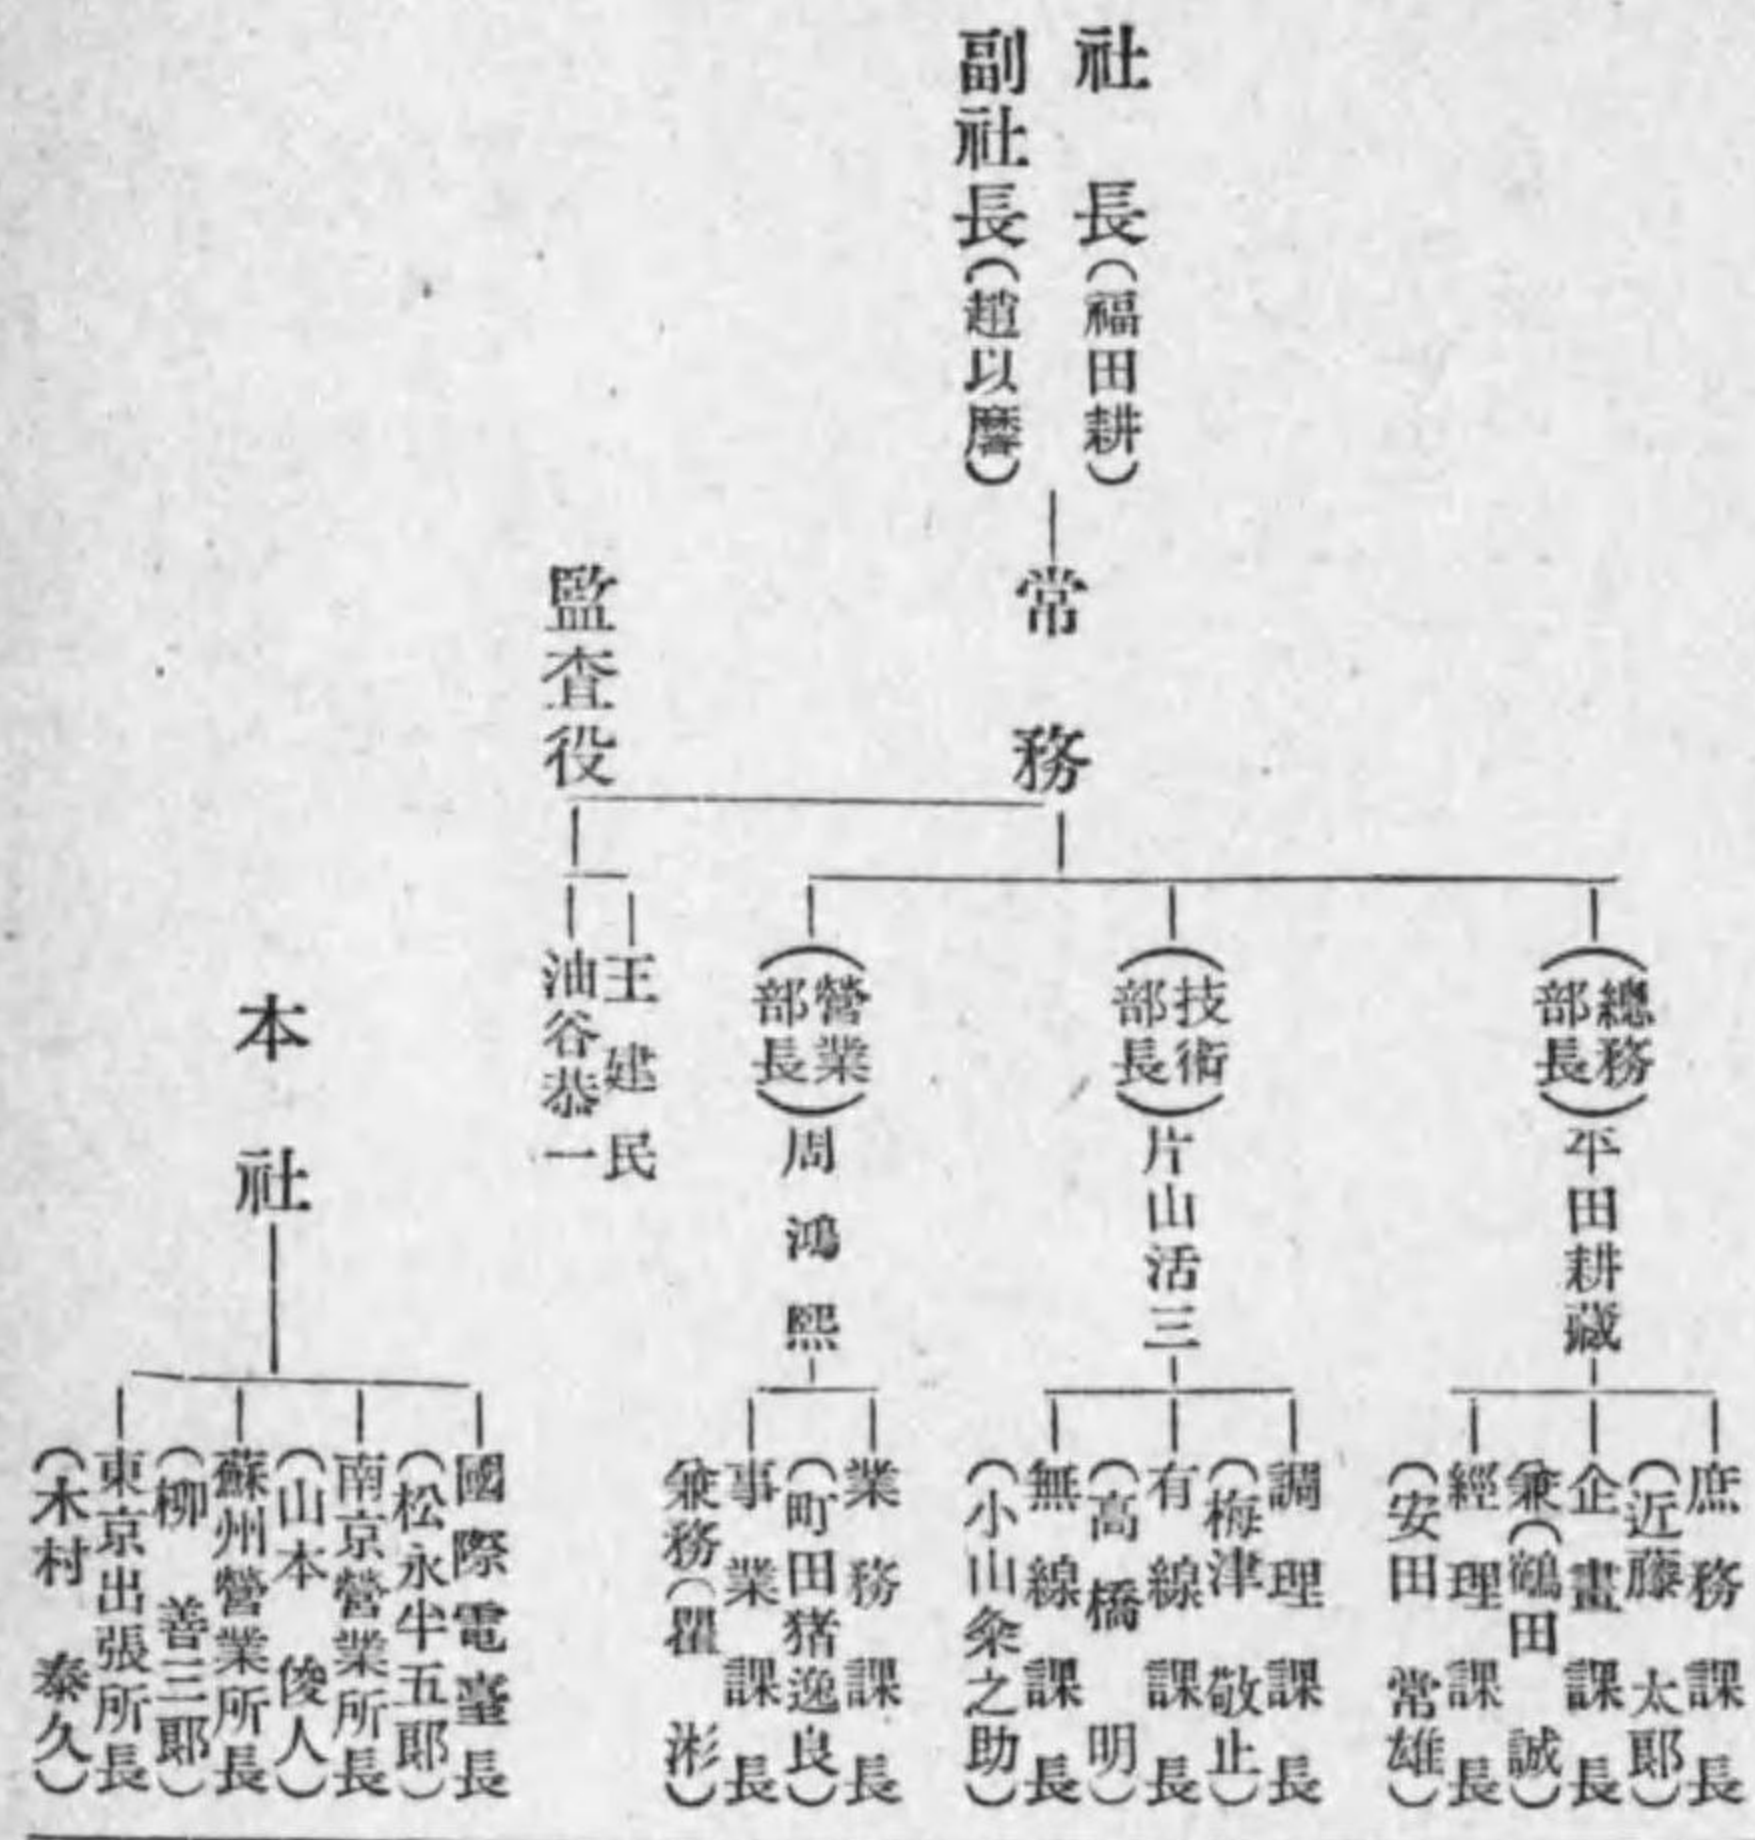 社長(福田耕)
副社長(趙以麿)
常務
(總務部長)平田耕藏
庶務課長
(近藤太郎)
企畫課長
兼(鵜田誠)
經理課長
(安田常雄)
(技術部長)片山活三
調理課長
(梅津敬止)
有線課長
(高橋明)
無線課長
(小山粂之助)
(營業部長)周鴻熙
業務課長
(町田猪逸良)
事業課長
兼務(瞿彬)
監査役
王建民
油谷恭一
本社
國際電臺長
(松永半五郎)
南京營業所長
(山本俊人)
蘇州營業所長
(柳善三郎)
東京出張所長
(木村泰久)